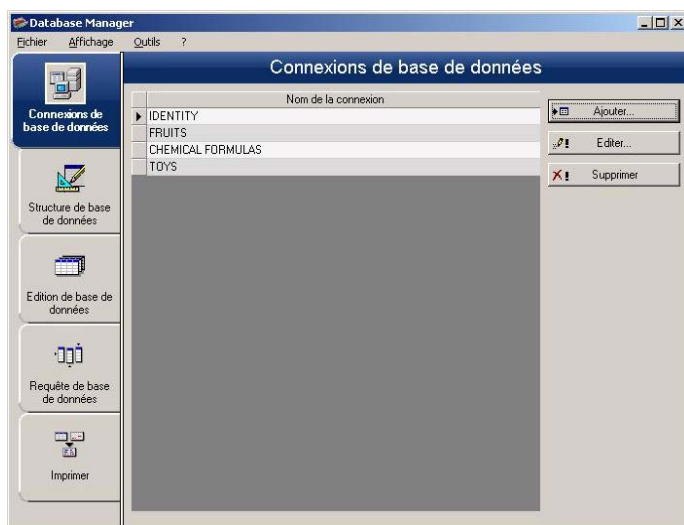 Database Manager
Fichier Affichage Outils ?
Connexions de base de données
Connexions de
base de données
Structure de base
de données
Edition de base de
données
Requête de base
de données
Imprimer
Nom de la connexion
IDENTITY
FRUITS
CHEMICAL FORMULAS
TOYS
Ajouter...
Editer...
Supprimer